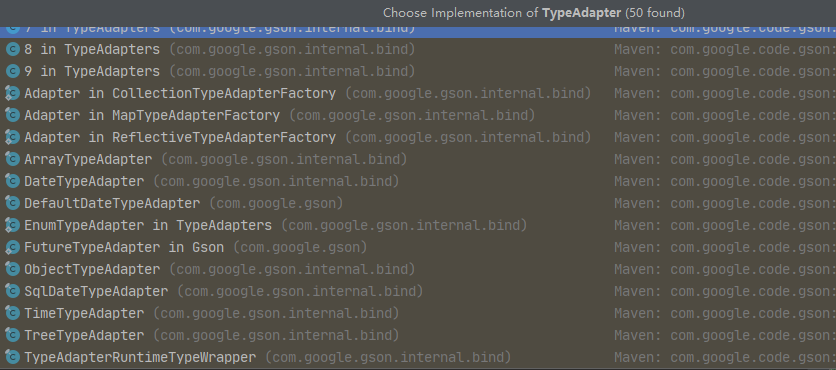 Choose Implementation of TypeAdapter (50 found)
7 in TypeAdapters (com.google.gson.internal.bind) Maven: com.google.code.gson:
8 in TypeAdapters (com.google.gson.internal.bind) Maven: com.google.code.gson:
9 in TypeAdapters (com.google.gson.internal.bind) Maven: com.google.code.gson:
Adapter in CollectionTypeAdapterFactory (com.google.gson.internal.bind) Maven: com.google.code.gson:
Adapter in MapTypeAdapterFactory (com.google.gson.internal.bind) Maven: com.google.code.gson:
Adapter in ReflectiveTypeAdapterFactory (com.google.gson.internal.bind) Maven: com.google.code.gson:
ArrayTypeAdapter (com.google.gson.internal.bind) Maven: com.google.code.gson:
DateTypeAdapter (com.google.gson.internal.bind) Maven: com.google.code.gson:
DefaultDateTypeAdapter (com.google.gson) Maven: com.google.code.gson:
EnumTypeAdapter in TypeAdapters (com.google.gson.internal.bind) Maven: com.google.code.gson:
FutureTypeAdapter in Gson (com.google.gson) Maven: com.google.code.gson:
ObjectTypeAdapter (com.google.gson.internal.bind) Maven: com.google.code.gson:
SqlDateTypeAdapter (com.google.gson.internal.bind) Maven: com.google.code.gson:
TimeTypeAdapter (com.google.gson.internal.bind) Maven: com.google.code.gson:
TreeTypeAdapter (com.google.gson.internal.bind) Maven: com.google.code.gson:
TypeAdapterRuntimeTypeWrapper (com.google.gson.internal.bind) Maven: com.google.code.gson: